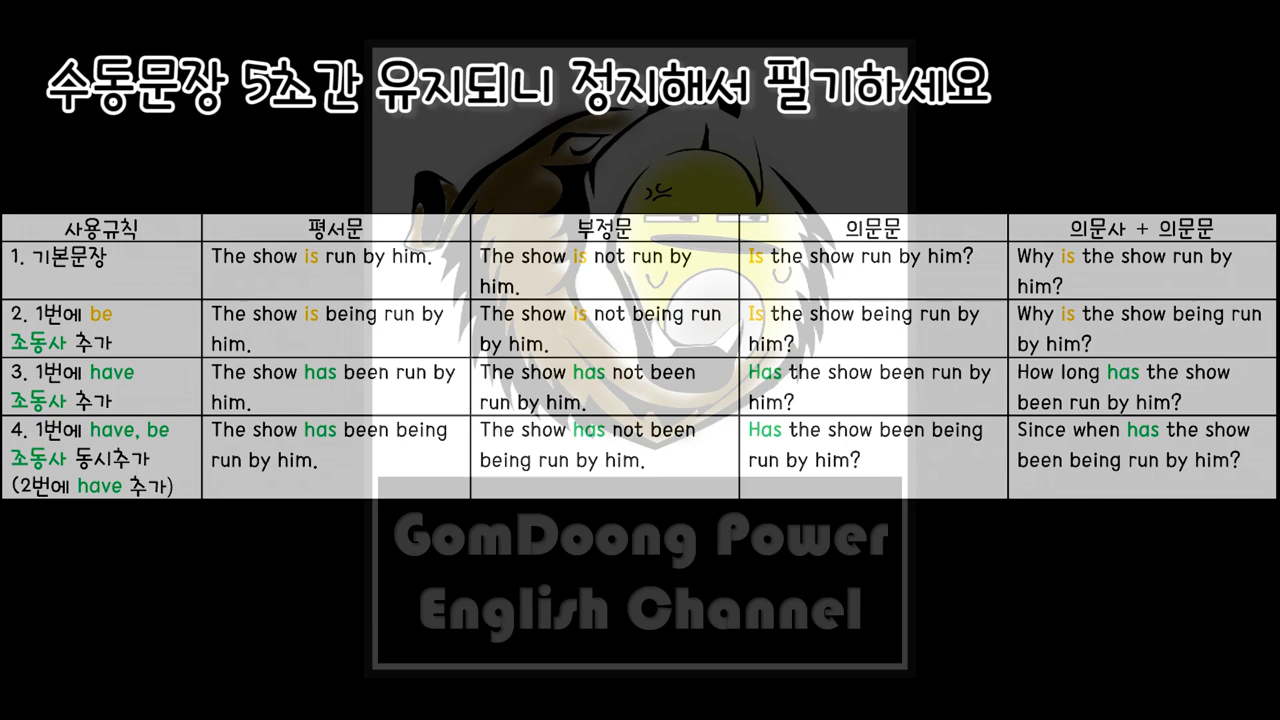 수동문장 5초간 유지되니 정지해서 필기하세요
사용규칙 평서문 부정문 의문문 의문사 + 의문문
1. 기본문장 The show is run by him. The show is not run by him. Is the show run by him? Why is the show run by him?
2. 1번에 be 조동사 추가 The show is being run by him. The show is not being run by him. Is the show being run by him? Why is the show being run by him?
3. 1번에 have 조동사 추가 The show has been run by him. The show has not been run by him. Has the show been run by him? How long has the show been run by him?
4. 1번에 have, be 조동사 동시추가 (2번에 have 추가) The show has been being run by him. The show has not been being run by him. Has the show been being run by him? Since when has the show been being run by him?
GomDoong Power
English Channel